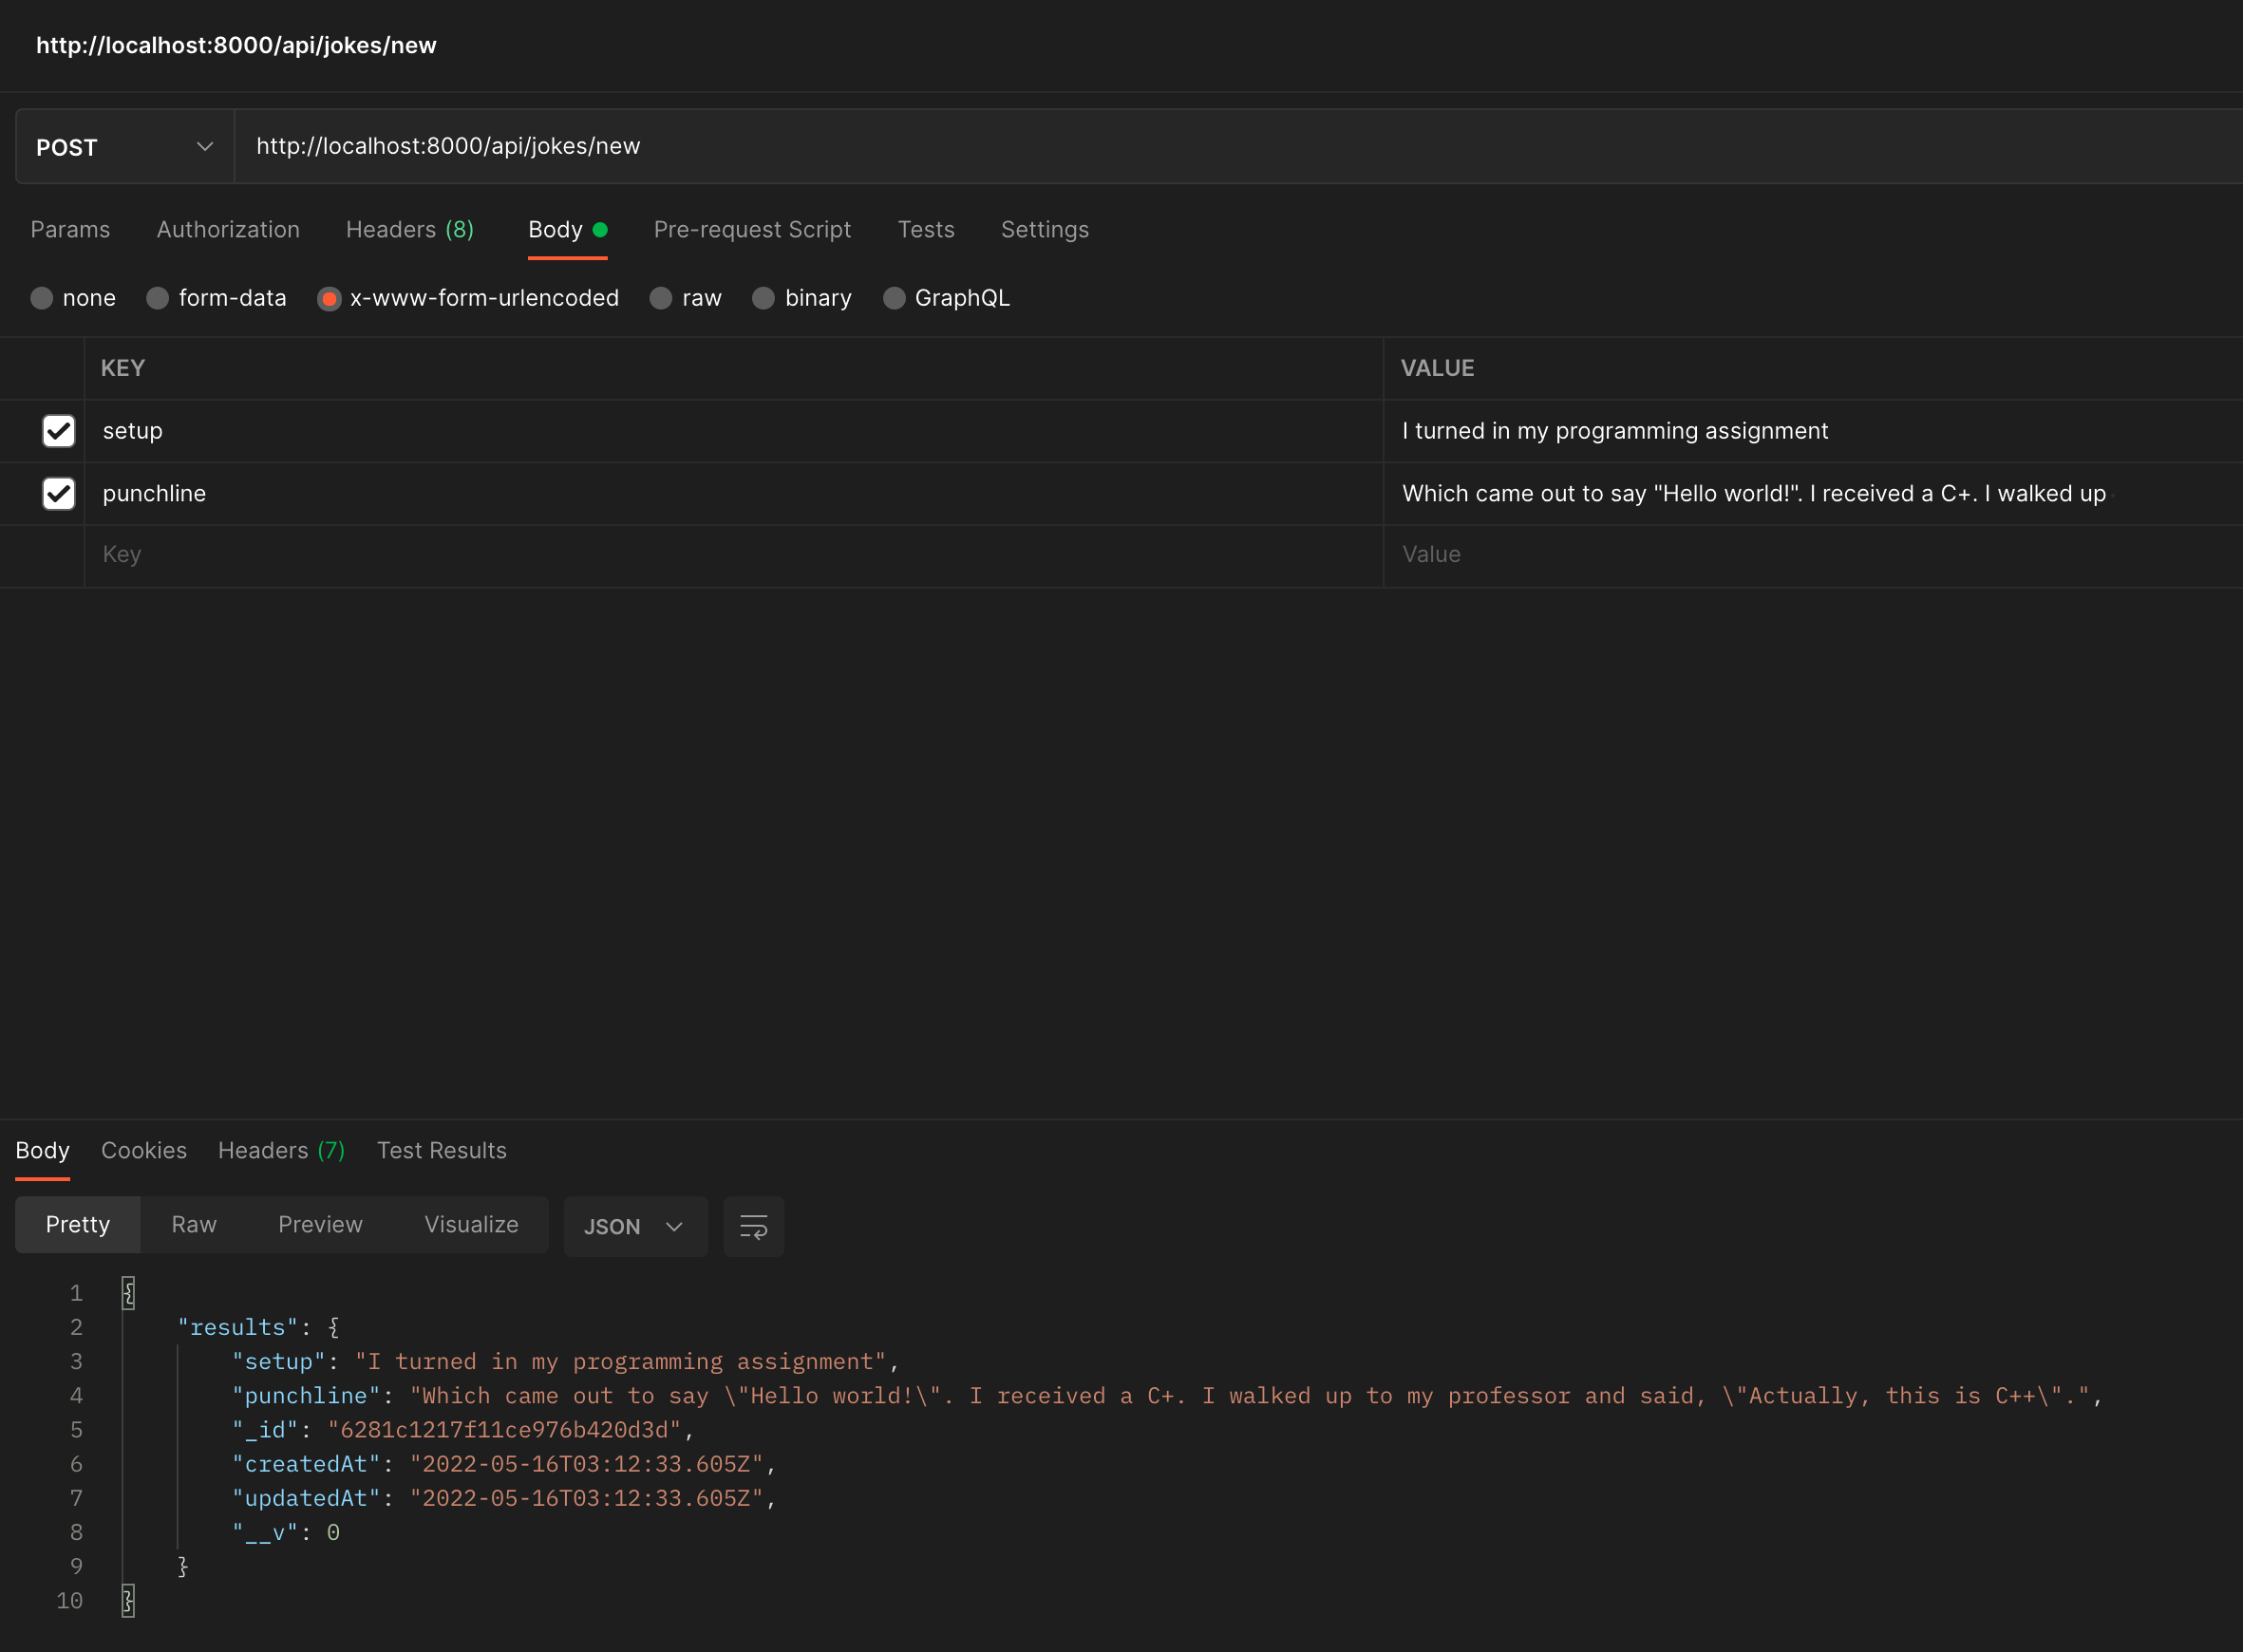 http://localhost:8000/api/jokes/new
POST http://localhost:8000/api/jokes/new
Params Authorization Headers (8) Body Pre-request Script Tests Settings
none form-data x-www-form-urlencoded raw binary GraphQL
KEY VALUE
setup I turned in my programming assignment
punchline Which came out to say "Hello world!". I received a C+. I walked up
Key Value
Body Cookies Headers (7) Test Results
Pretty Raw Preview Visualize JSON
1 {
2 "results": {
3 "setup": "I turned in my programming assignment",
4 "punchline": "Which came out to say \"Hello world!\". I received a C+. I walked up to my professor and said, \"Actually, this is C++\".",
5 "_id": "6281c1217f11ce976b420d3d",
6 "createdAt": "2022-05-16T03:12:33.605Z",
7 "updatedAt": "2022-05-16T03:12:33.605Z",
8 "__v": 0
9 }
10 }